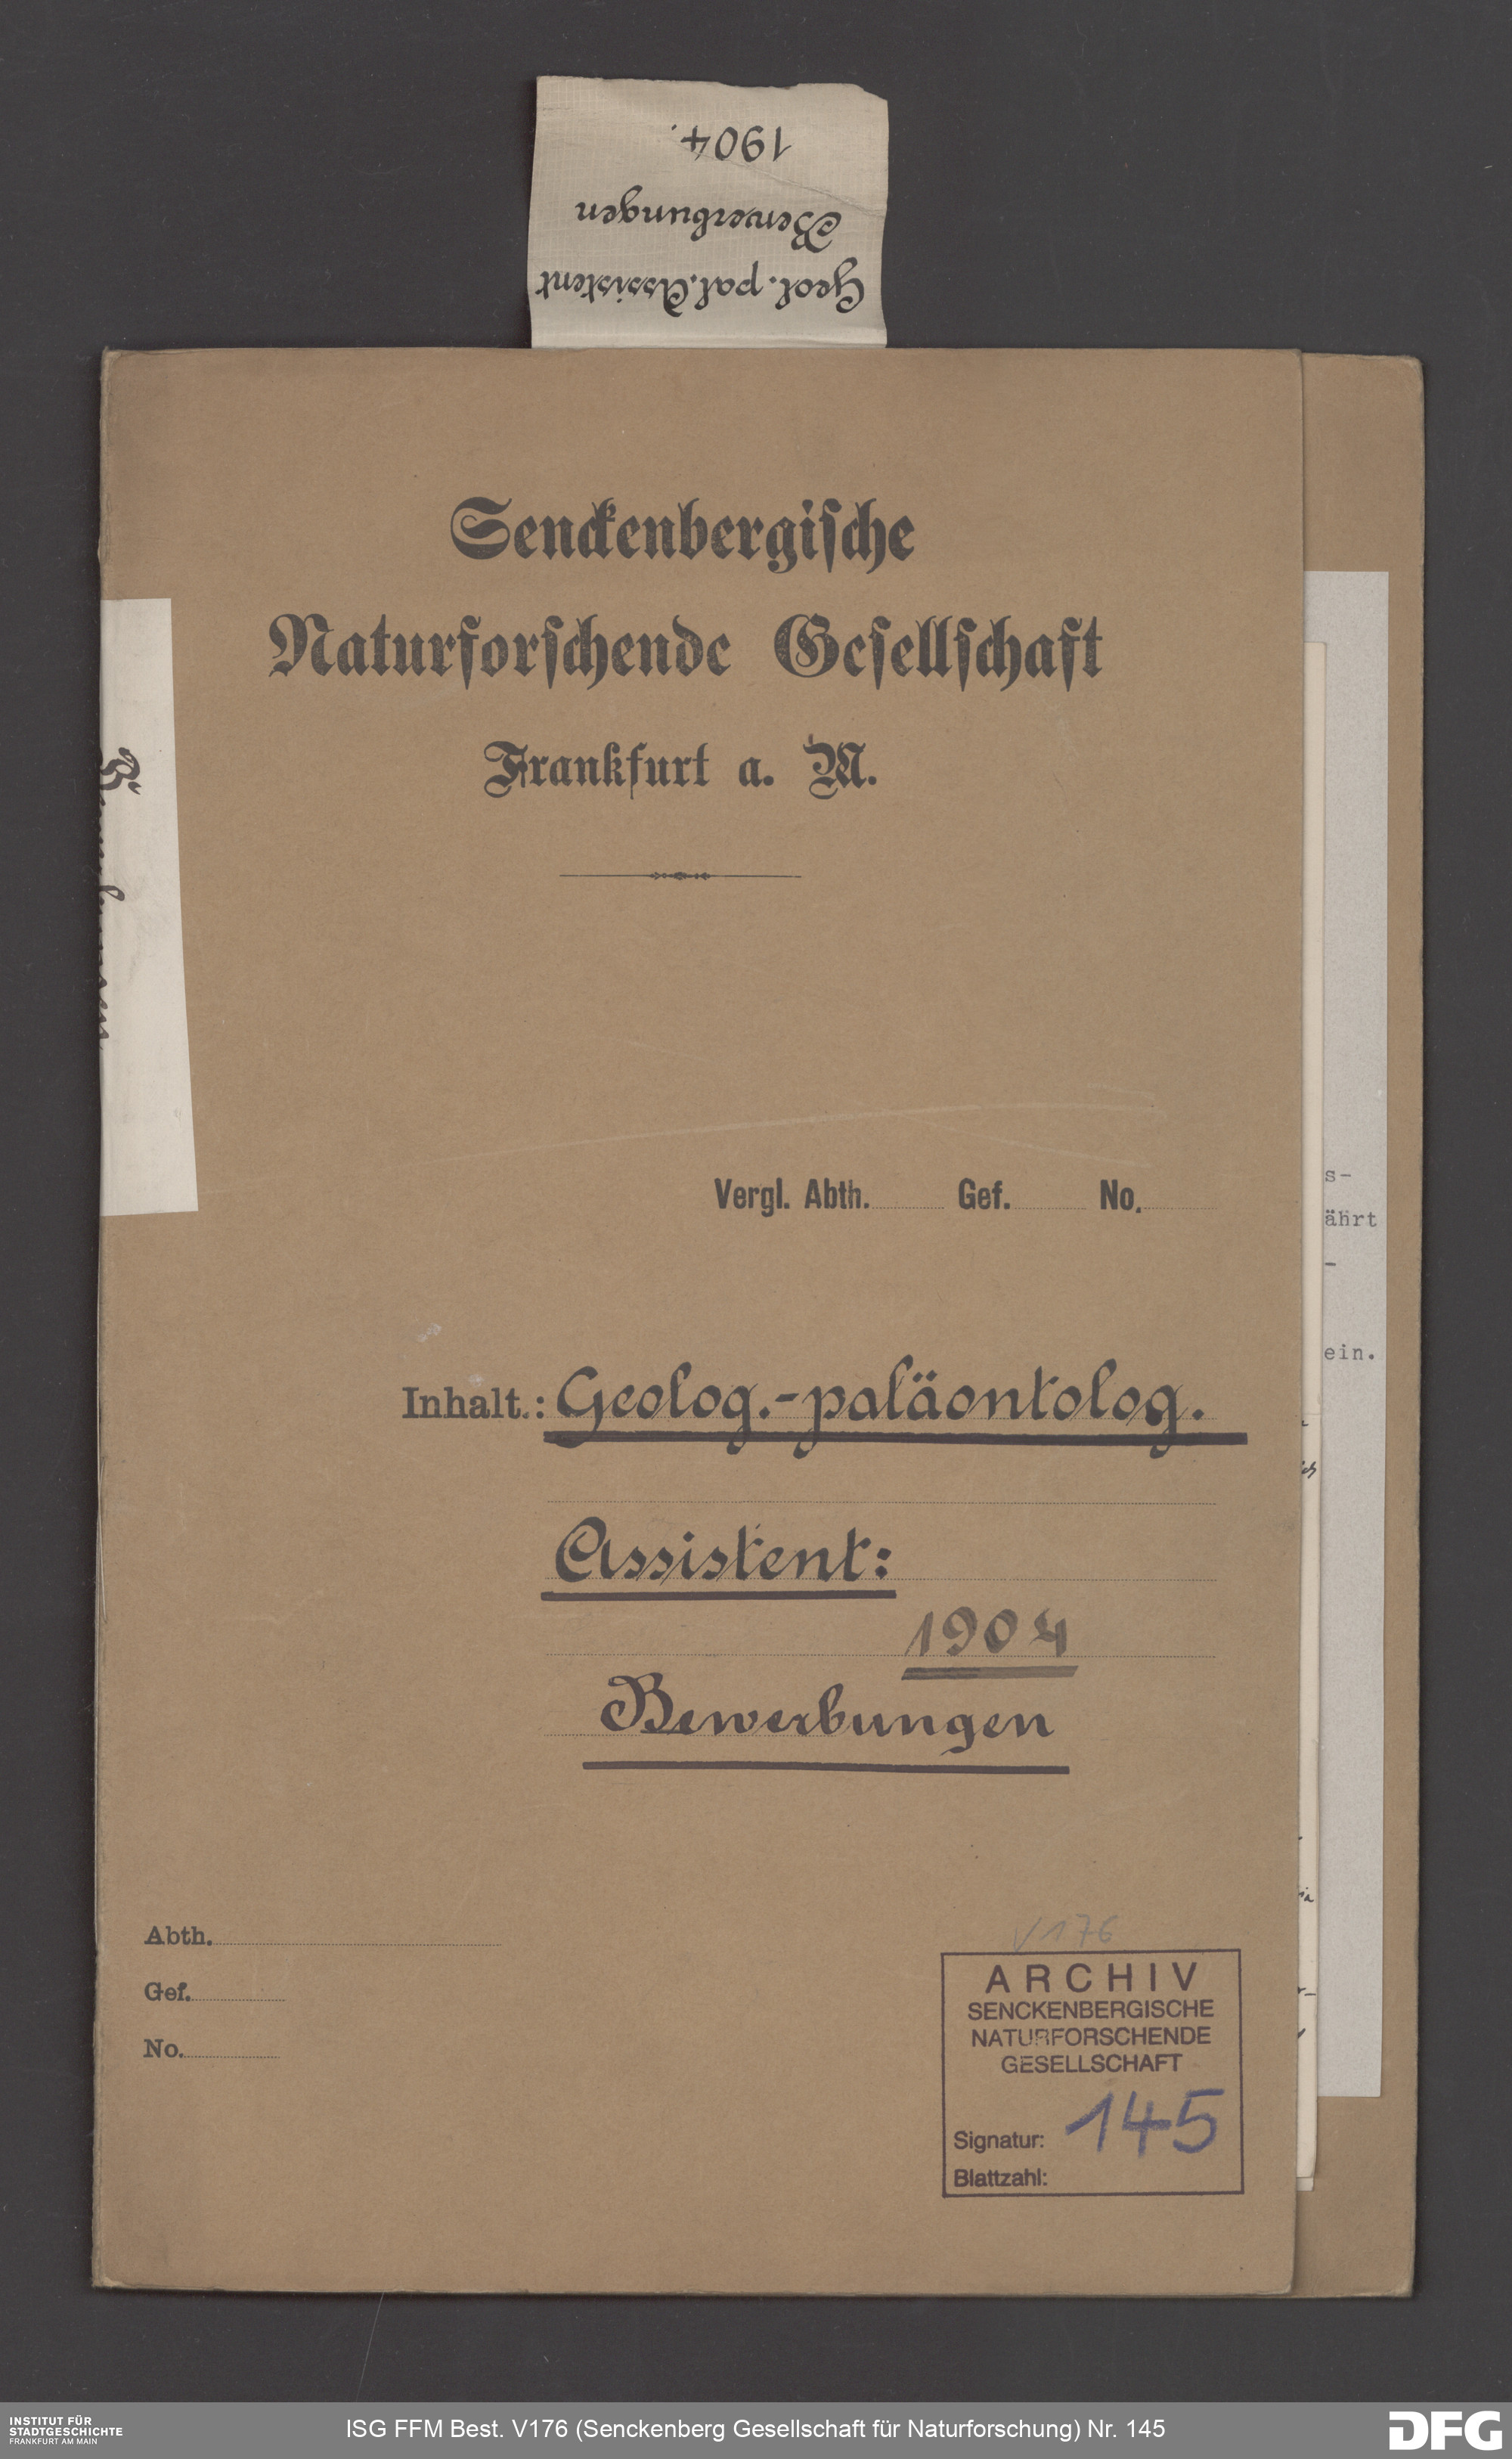 Geol. pal. Assistent
Bewerbungen
1904.
Senckenbergische
Naturforschende Gesellschaft
Frankfurt a. M.
Vergl. Abth. Gef. No.
s-
ährt
-
ein.
Inhalt.: Geolog.-paläontolog.
Assistent:
1904
Bewerbungen
Abth.
Gef.
No.
V176
ARCHIV
SENCKENBERGISCHE
NATURFORSCHENDE
GESELLSCHAFT
Signatur: 145
Blattzahl:
INSTITUT FÜR
STADTGESCHICHTE
FRANKFURT AM MAIN
ISG FFM Best. V176 (Senckenberg Gesellschaft für Naturforschung) Nr. 145
DFG